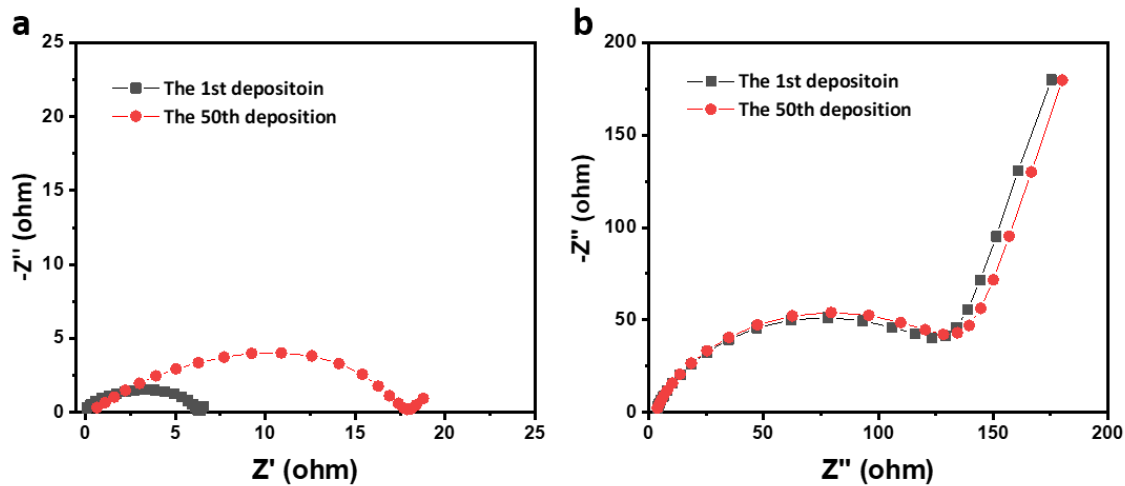 a
25
20
15
10
5
0
-Z'' (ohm)
The 1st depositoin
The 50th deposition
0
5
10
15
20
25
Z' (ohm)
b
200
150
100
50
0
-Z'' (ohm)
The 1st depositoin
The 50th deposition
0
50
100
150
200
Z'' (ohm)